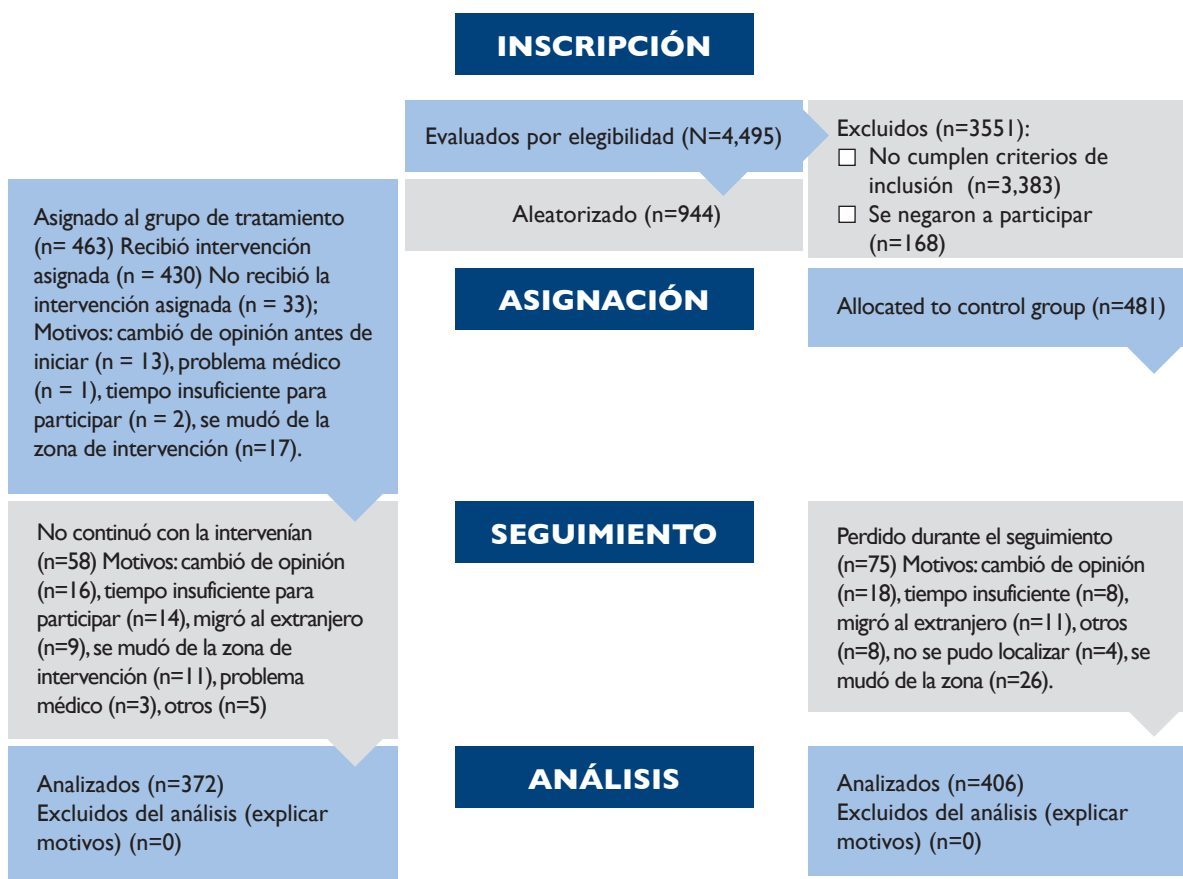 INSCRIPCIÓN
Evaluados por elegibilidad (N=4,495)
Excluidos (n=3551):
☐ No cumplen criterios de
inclusión (n=3,383)
☐ Se negaron a participar
(n=168)
Aleatorizado (n=944)
ASIGNACIÓN
Asignado al grupo de tratamiento
(n= 463) Recibió intervención
asignada (n = 430) No recibió la
intervención asignada (n = 33);
Motivos: cambió de opinión antes de
iniciar (n = 13), problema médico
(n = 1), tiempo insuficiente para
participar (n = 2), se mudó de la
zona de intervención (n=17).
Allocated to control group (n=481)
SEGUIMIENTO
No continuó con la intervenían
(n=58) Motivos: cambió de opinión
(n=16), tiempo insuficiente para
participar (n=14), migró al extranjero
(n=9), se mudó de la zona de
intervención (n=11), problema
médico (n=3), otros (n=5)
Perdido durante el seguimiento
(n=75) Motivos: cambió de opinión
(n=18), tiempo insuficiente (n=8),
migró al extranjero (n=11), otros
(n=8), no se pudo localizar (n=4), se
mudó de la zona (n=26).
ANÁLISIS
Analizados (n=372)
Excluidos del análisis (explicar
motivos) (n=0)
Analizados (n=406)
Excluidos del análisis (explicar
motivos) (n=0)